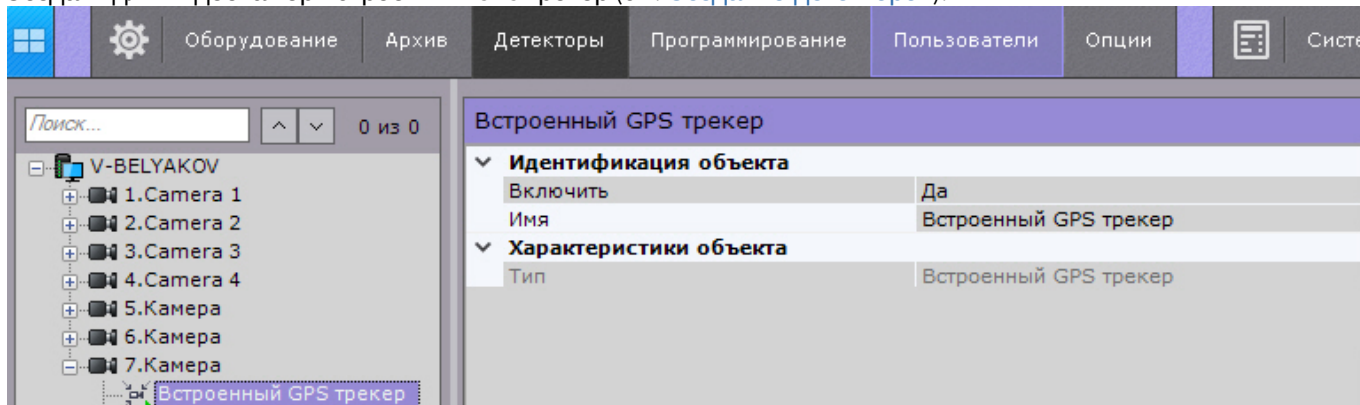 Оборудование Архив Детекторы Программирование Пользователи Опции
Поиск... 0 из 0
Встроенный GPS трекер
V-BELYAKOV
Идентификация объекта
1.Camera 1
Включить Да
2.Camera 2
Имя Встроенный GPS трекер
3.Camera 3
Характеристики объекта
4.Camera 4
Тип Встроенный GPS трекер
5.Камера
6.Камера
7.Камера
Встроенный GPS трекер